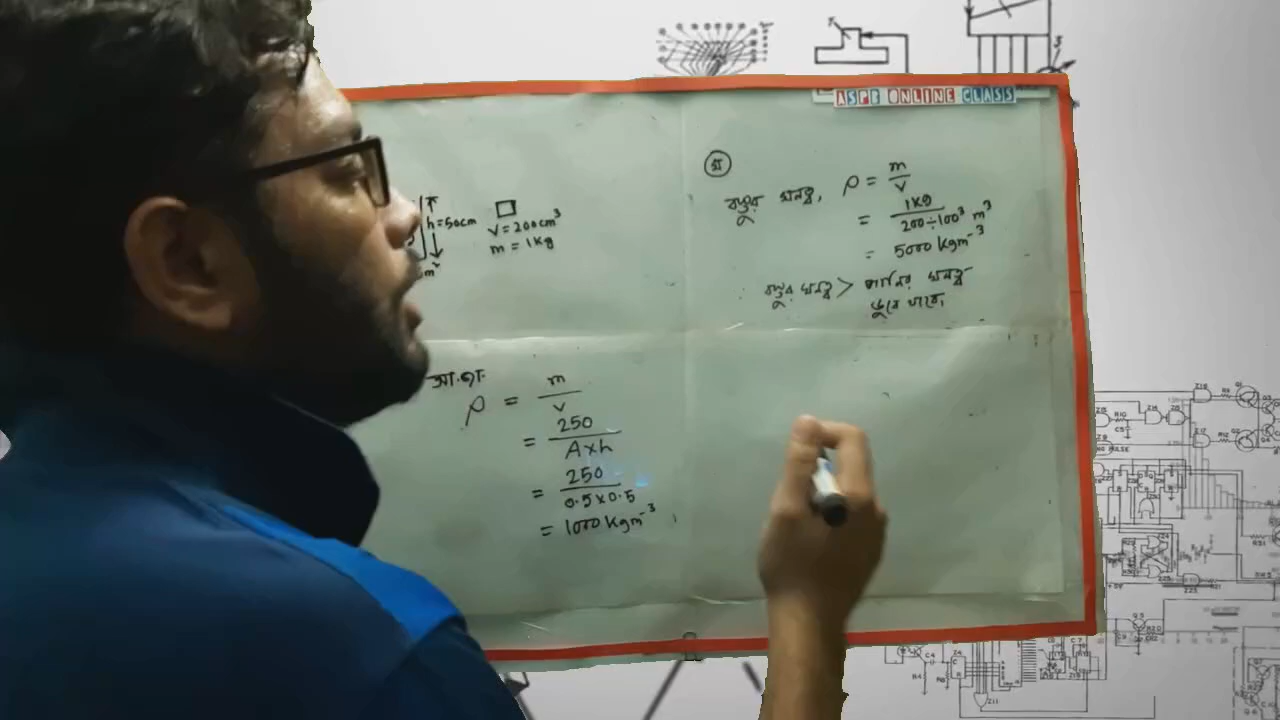 ASPE ONLINE CLASS
h = 50cm
m²
V = 200cm³
m = 1kg
আ.জা.
ρ = m/V
= 250/A×h
= 250/0.5×0.5
= 1000 kgm⁻³
গ
বস্তুর ঘনত্ব, ρ = m/V
= 1kg/200÷100³ m³
= 5000 kgm⁻³
বস্তুর ঘনত্ব > পানির ঘনত্ব
ডুবে যাবে।